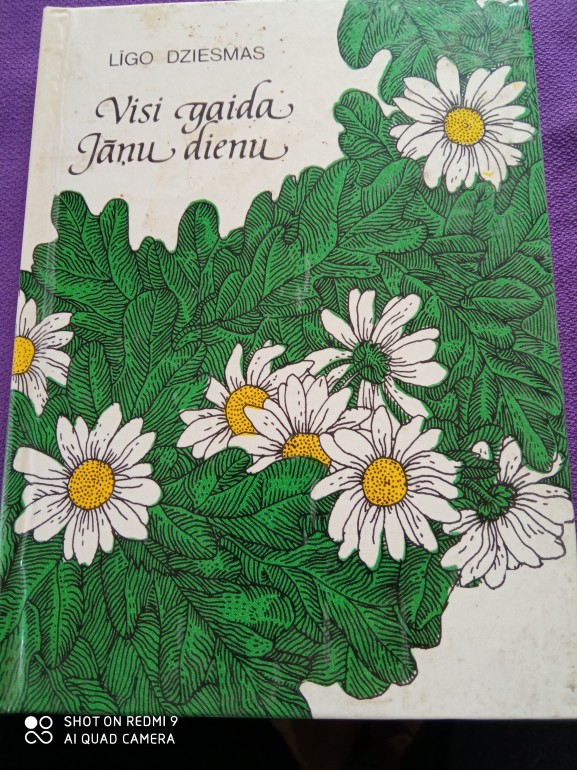 LĪGO DZIESMAS
Visi gaida
Jāņu dienu
SHOT ON REDMI 9
AI QUAD CAMERA